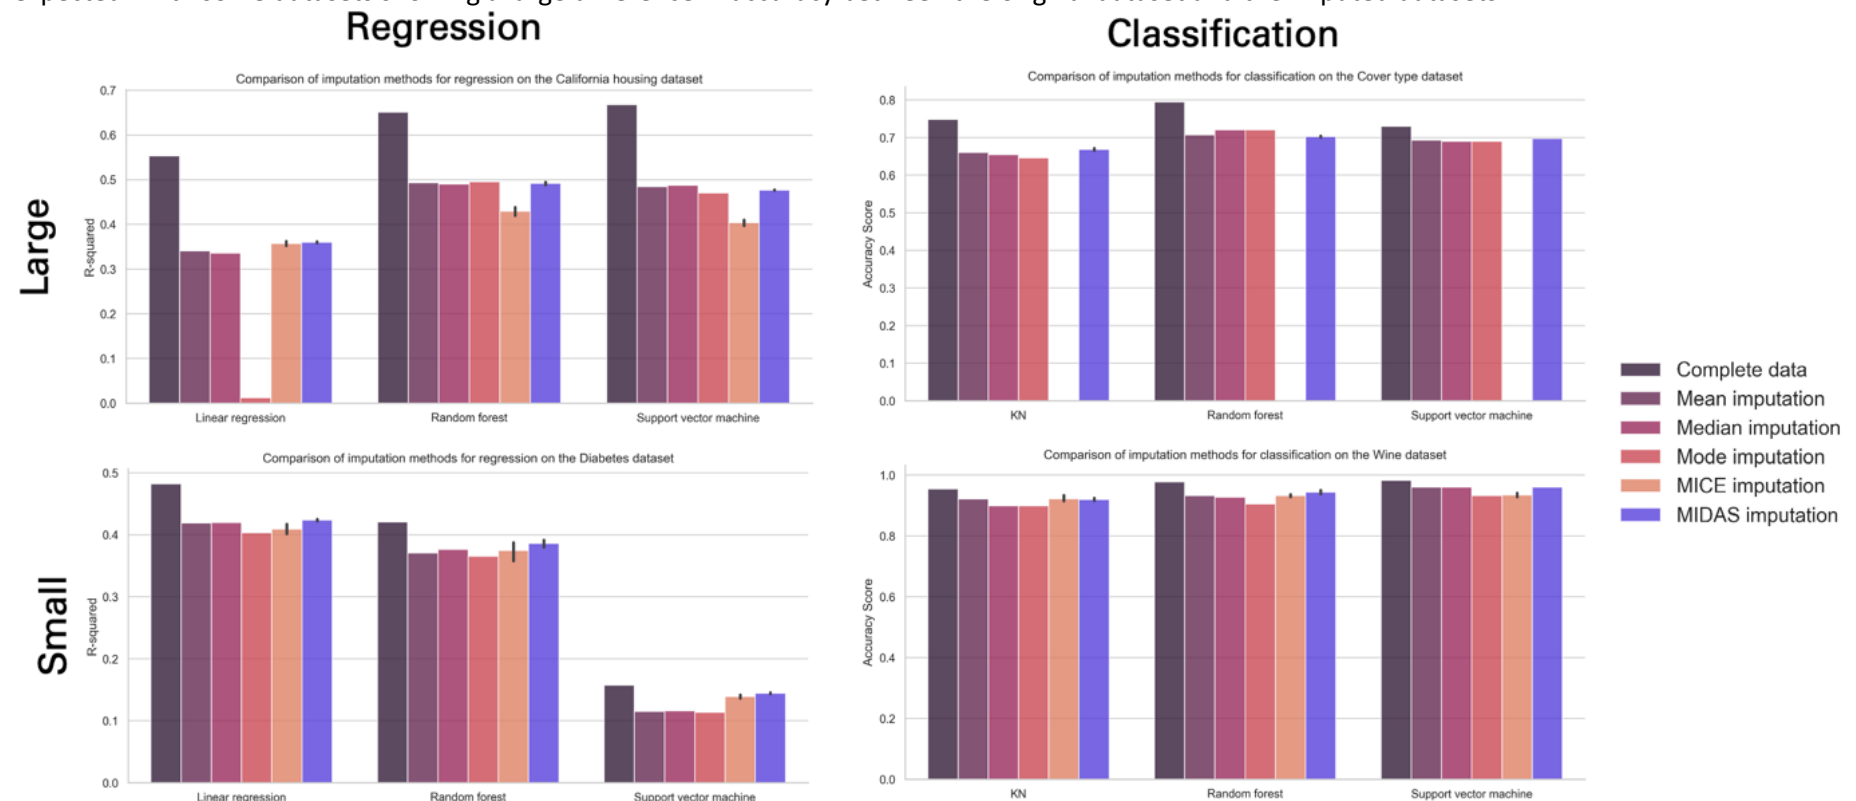 Regression
Classification
Large
Comparison of imputation methods for regression on the California housing dataset
R-squared
0.7
0.6
0.5
0.4
0.3
0.2
0.1
0.0
Linear regression
Random forest
Support vector machine
Comparison of imputation methods for classification on the Cover type dataset
Accuracy Score
0.8
0.7
0.6
0.5
0.4
0.3
0.2
0.1
0.0
KN
Random forest
Support vector machine
Complete data
Mean imputation
Median imputation
Mode imputation
MICE imputation
MIDAS imputation
Small
Comparison of imputation methods for regression on the Diabetes dataset
R-squared
0.5
0.4
0.3
0.2
0.1
0.0
Linear regression
Random forest
Support vector machine
Comparison of imputation methods for classification on the Wine dataset
Accuracy Score
1.0
0.8
0.6
0.4
0.2
0.0
KN
Random forest
Support vector machine